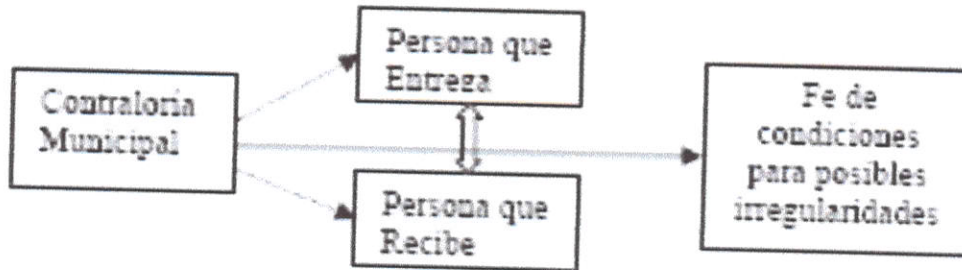 Persona que
Entrega
Contraloría
Municipal
Fe de
condiciones
para posibles
irregularidades
Persona que
Recibe